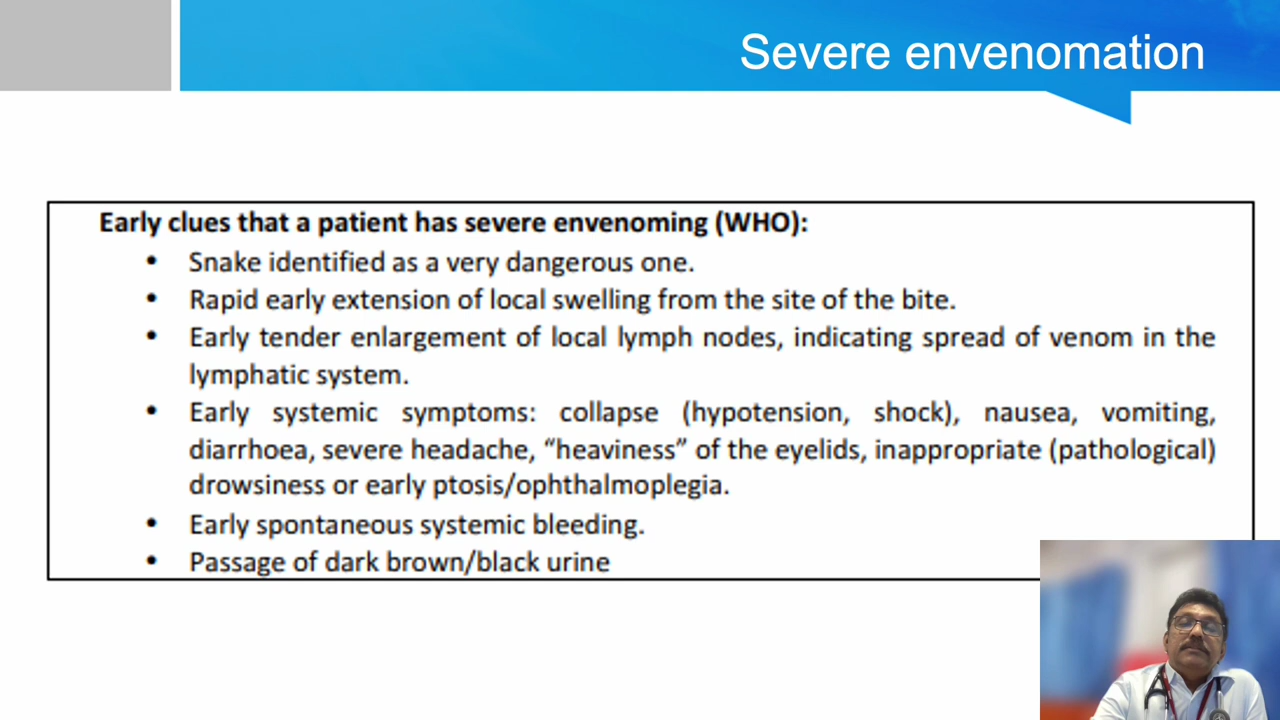 Severe envenomation
Early clues that a patient has severe envenoming (WHO):
• Snake identified as a very dangerous one.
• Rapid early extension of local swelling from the site of the bite.
• Early tender enlargement of local lymph nodes, indicating spread of venom in the
lymphatic system.
• Early systemic symptoms: collapse (hypotension, shock), nausea, vomiting,
diarrhoea, severe headache, “heaviness” of the eyelids, inappropriate (pathological)
drowsiness or early ptosis/ophthalmoplegia.
• Early spontaneous systemic bleeding.
• Passage of dark brown/black urine